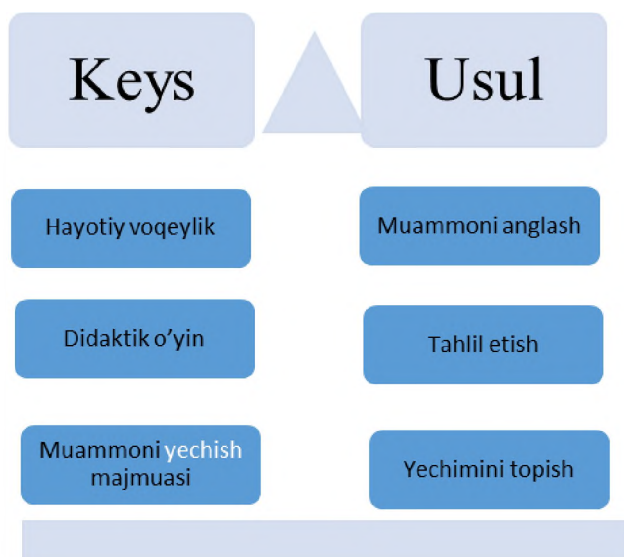 Keys
Usul
Hayotiy voqeylik
Muammoni anglash
Didaktik o’yin
Tahlil etish
Muammoni yechish
majmuasi
Yechimini topish